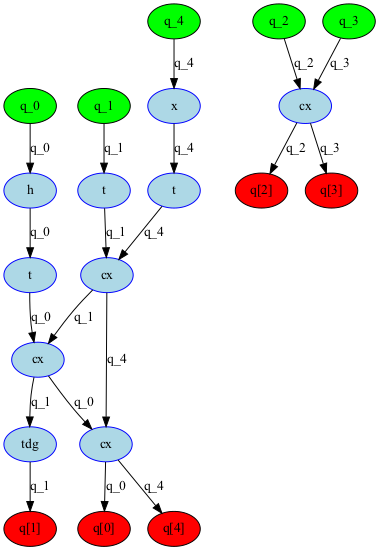 q_4 q_2 q_3
q_4 q_2 q_3
q_0 q_1 x cx
q_0 q_1 q_4 q_2 q_3
h t t q[2] q[3]
q_0 q_1 q_4
t cx
q_0 q_1 q_4
cx
q_1 q_0
tdg cx
q_1 q_0 q_4
q[1] q[0] q[4]